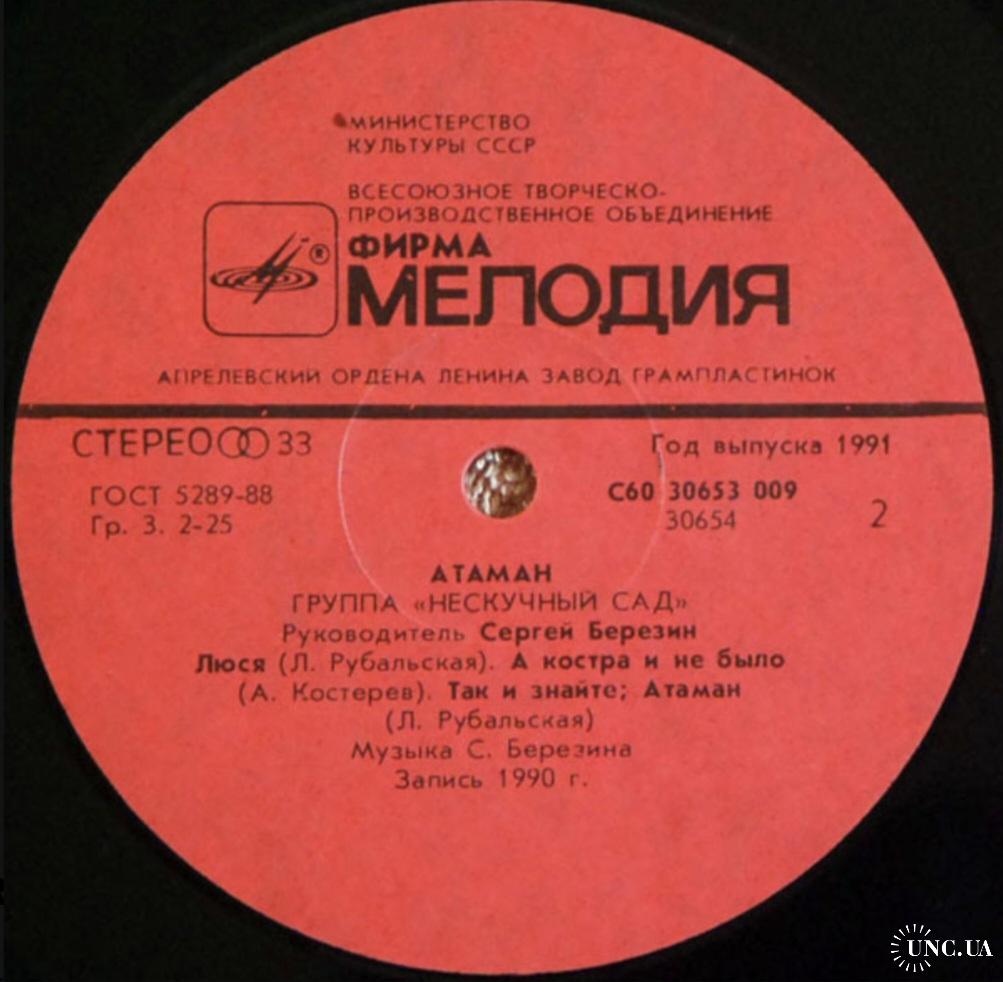 МИНИСТЕРСТВО
КУЛЬТУРЫ СССР
ВСЕСОЮЗНОЕ ТВОРЧЕСКО-
ПРОИЗВОДСТВЕННОЕ ОБЪЕДИНЕНИЕ
®
ФИРМА
МЕЛОДИЯ
АПРЕЛЕВСКИЙ ОРДЕНА ЛЕНИНА ЗАВОД ГРАМПЛАСТИНОК
СТЕРЕО 33
Год выпуска 1991
ГОСТ 5289-88
С60 30653 009
Гр. 3. 2-25
30654
2
АТАМАН
ГРУППА «НЕСКУЧНЫЙ САД»
Руководитель Сергей Березин
Люся (Л. Рубальская). А костра и не было
(А. Костерев). Так и знайте; Атаман
(Л. Рубальская)
Музыка С. Березина
Запись 1990 г.
UNC.UA